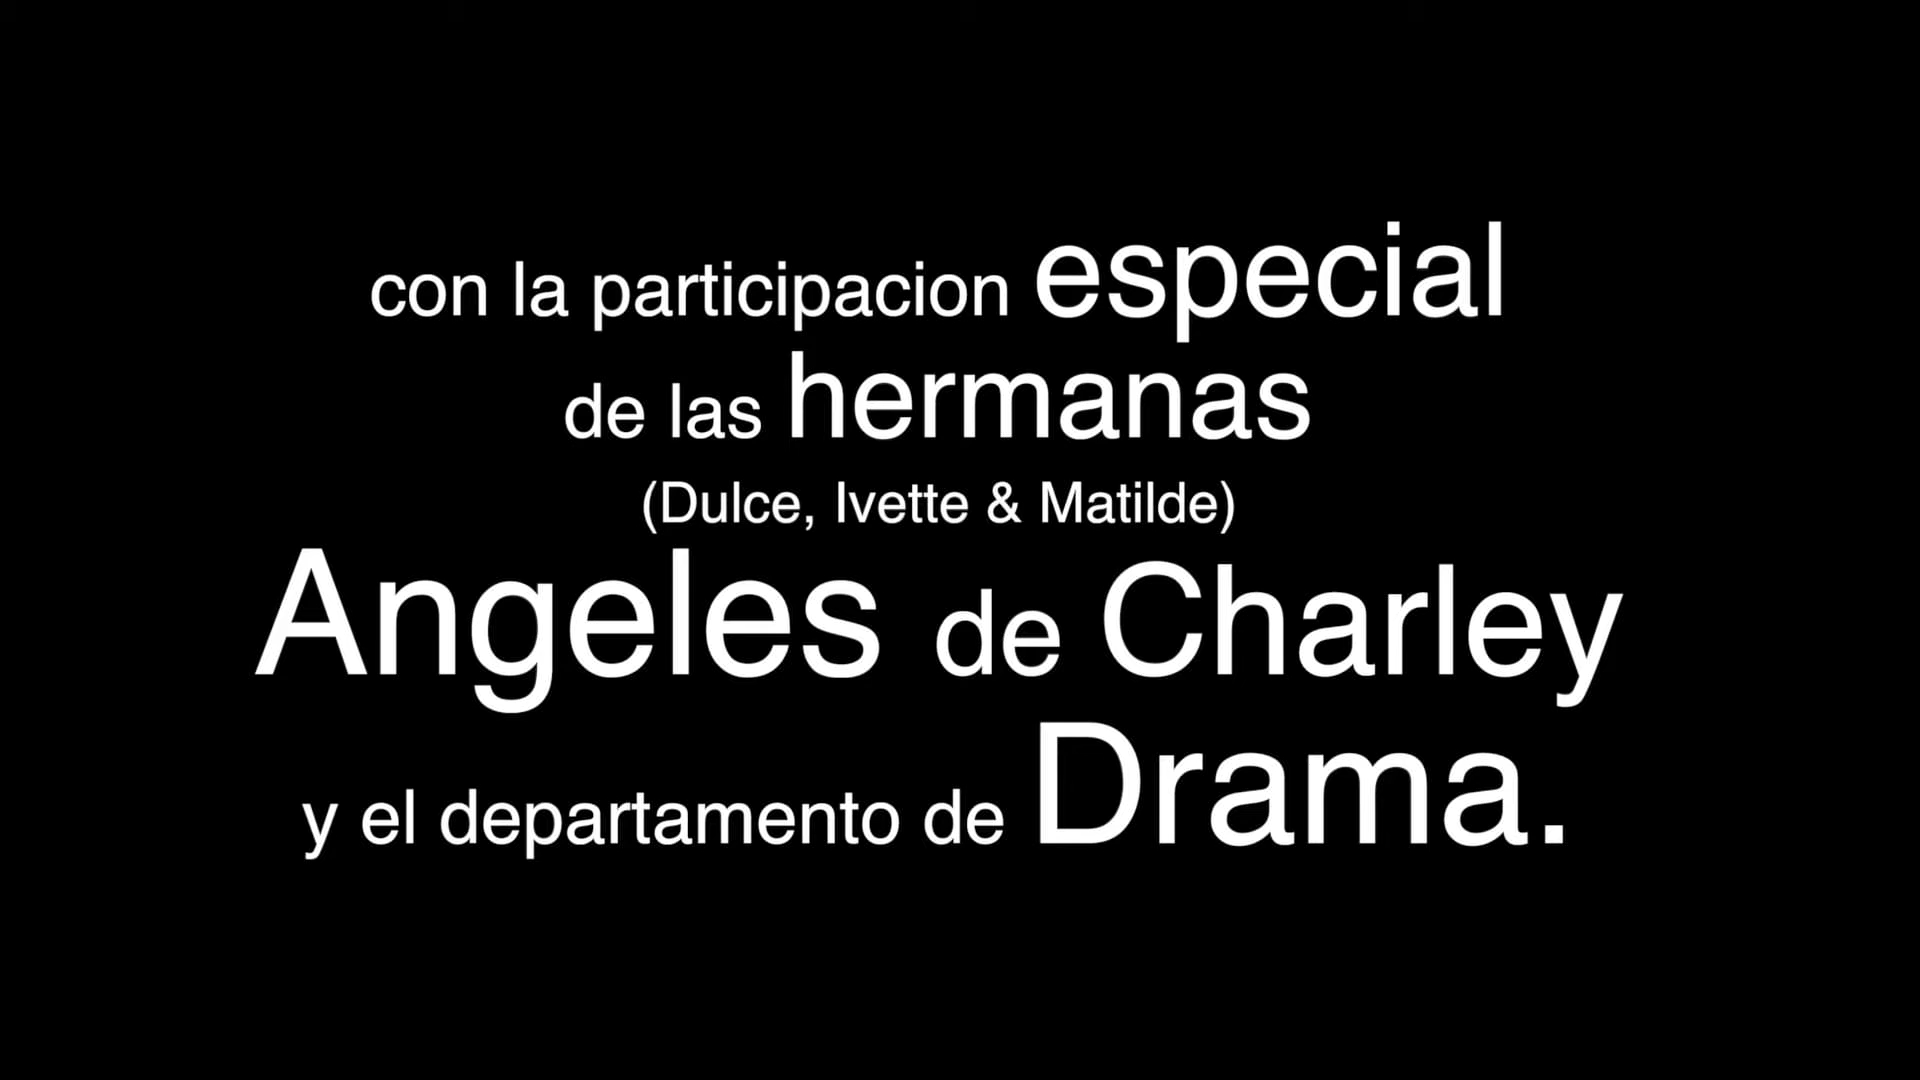 con la participacion especial
de las hermanas
(Dulce, Ivette & Matilde)
Angeles de Charley
y el departamento de Drama.